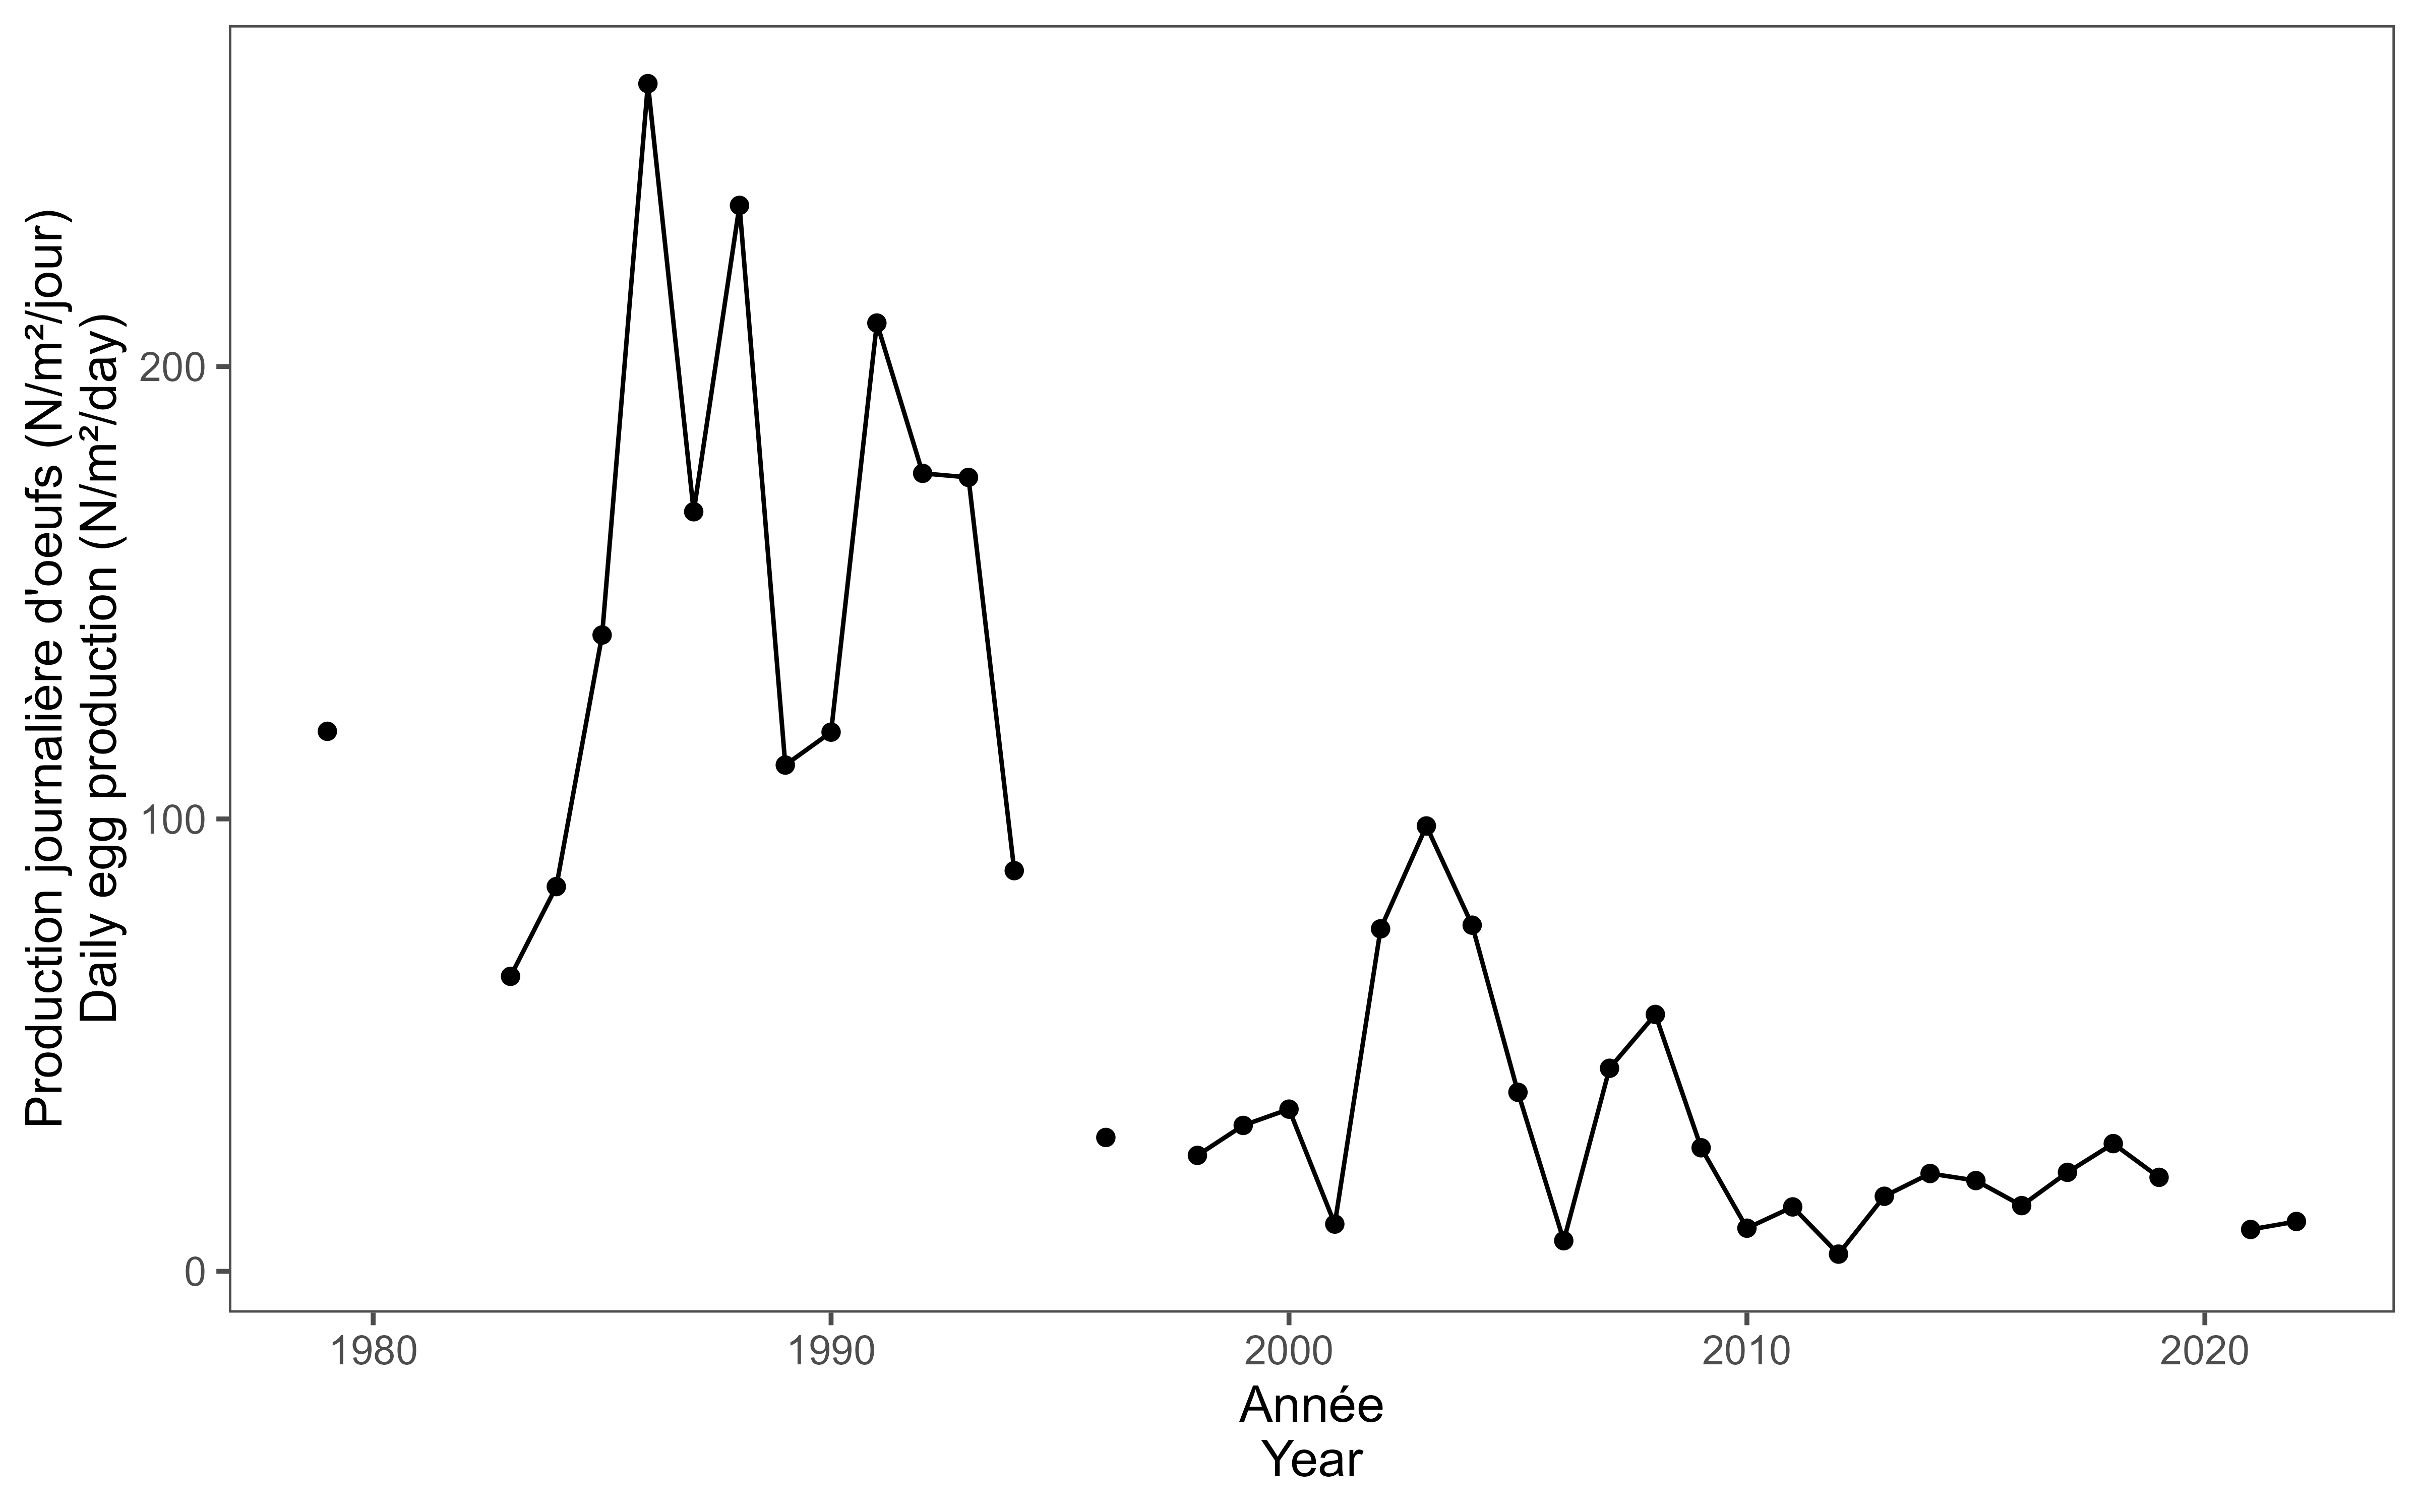 Production journalière d'oeufs (N/m²/jour)
Daily egg production (N/m²/day)
200
100
0
1980
1990
2000
2010
2020
Année
Year